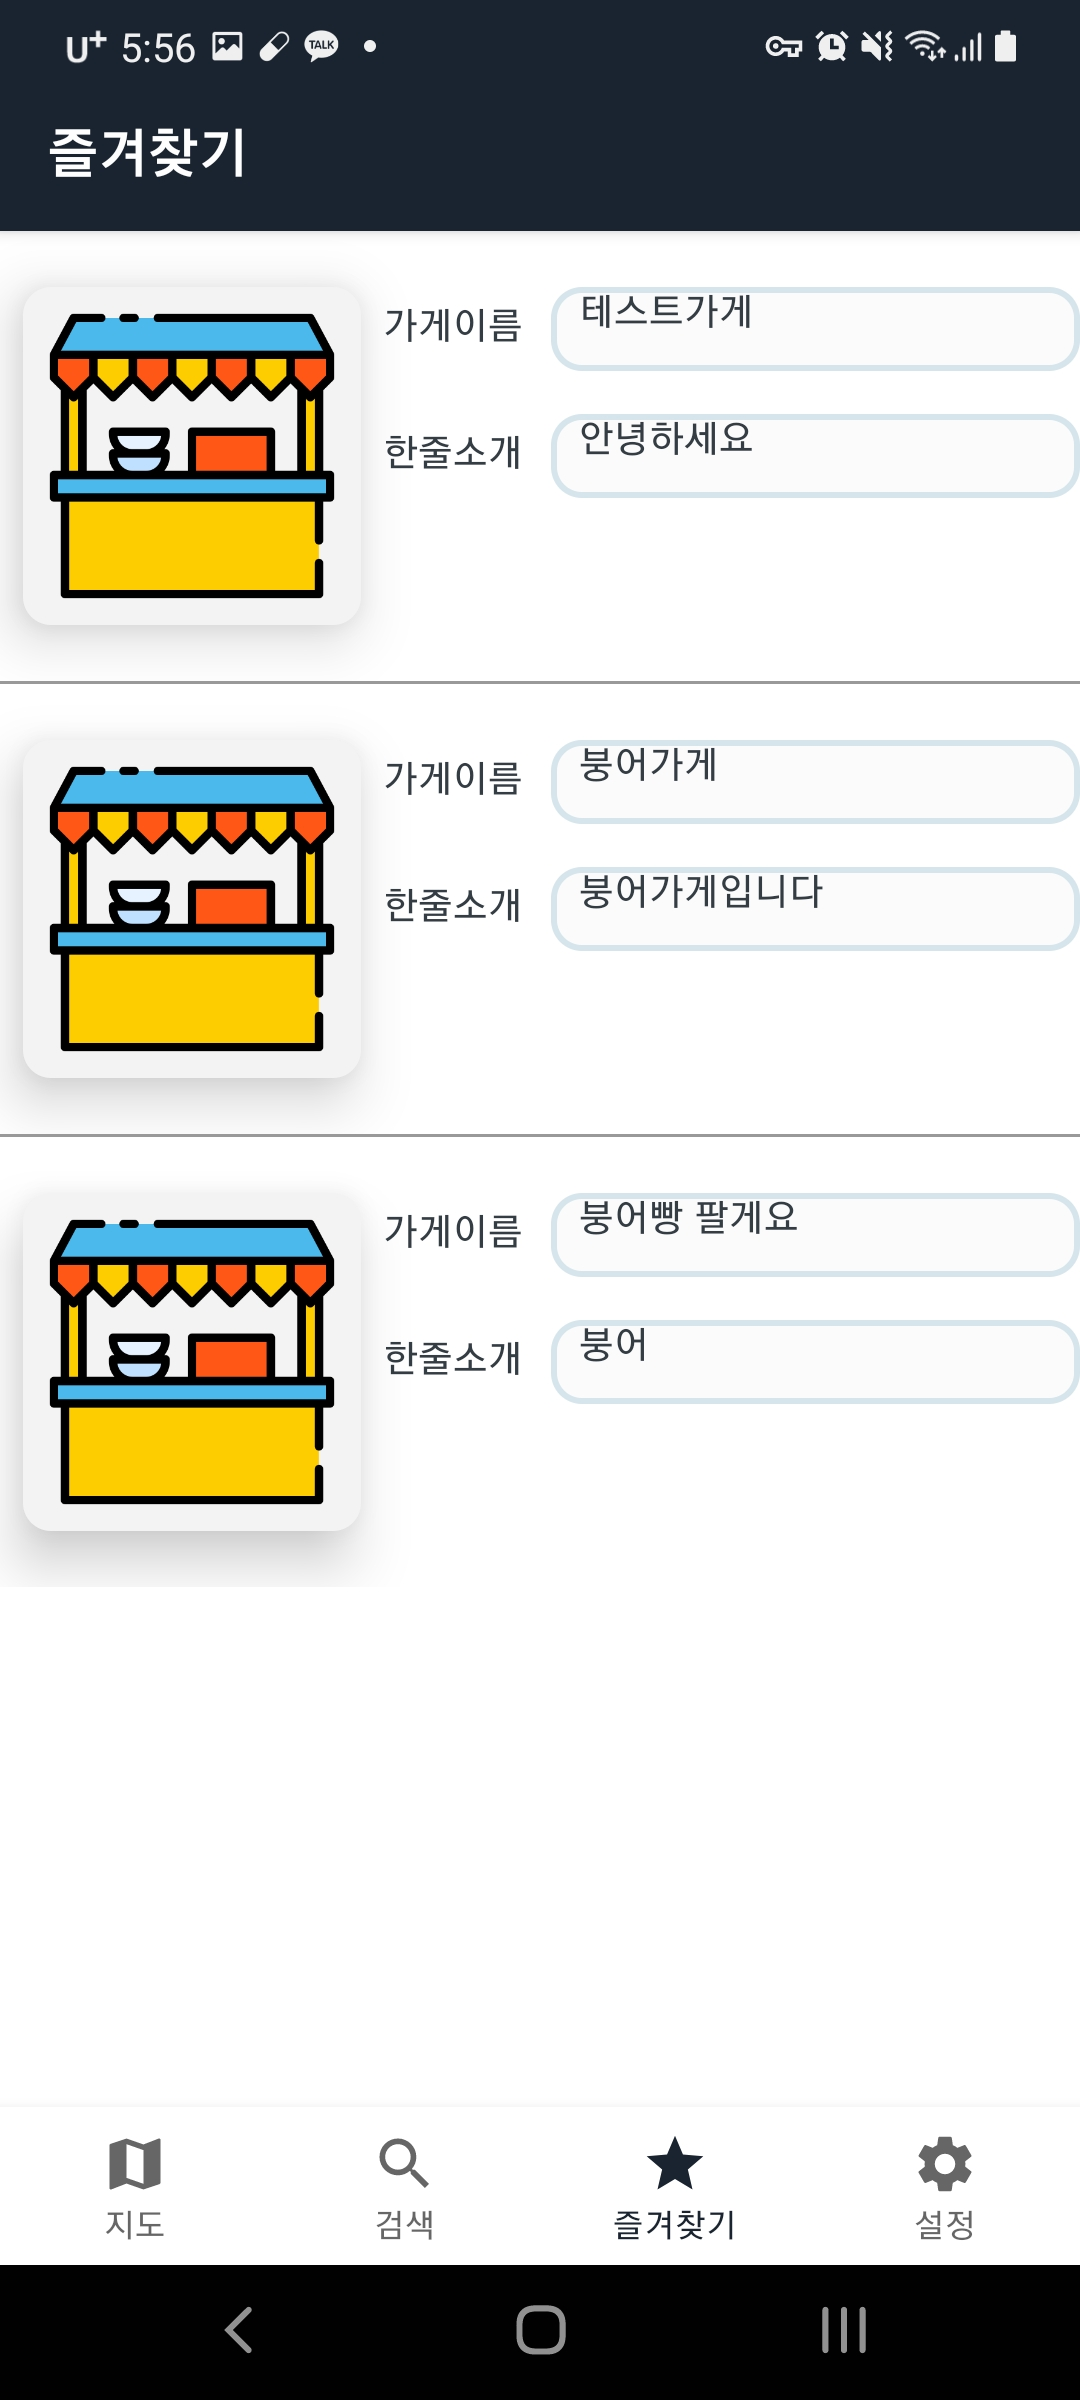 U+ 5:56 TALK
즐겨찾기
가게이름 테스트가게
한줄소개 안녕하세요
가게이름 붕어가게
한줄소개 붕어가게입니다
가게이름 붕어빵 팔게요
한줄소개 붕어
지도 검색 즐겨찾기 설정